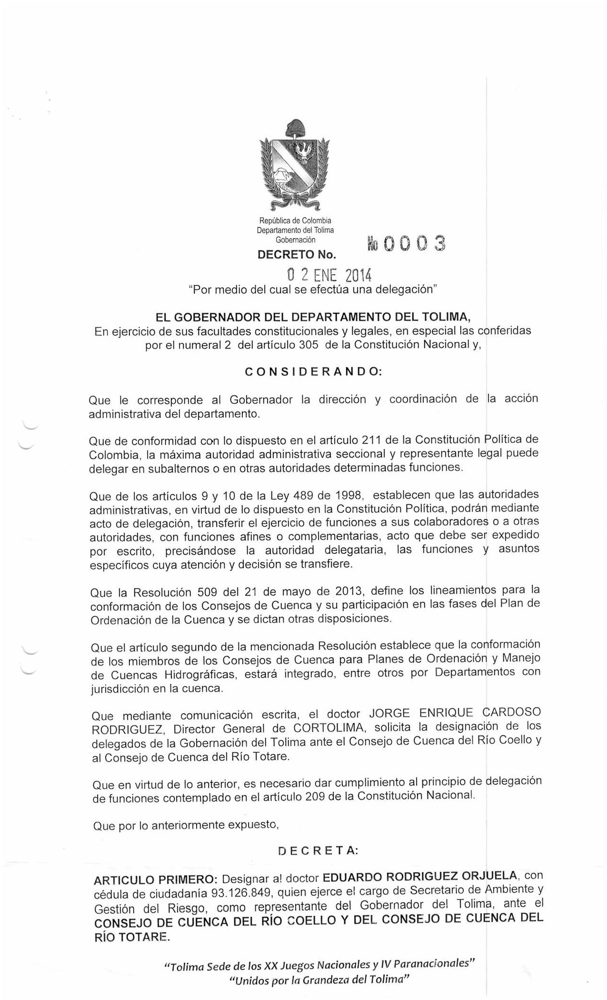 República de Colombia
Departamento del Tolima
Gobernación
DECRETO No.
No 0003
02 ENE 2014
“Por medio del cual se efectúa una delegación”
EL GOBERNADOR DEL DEPARTAMENTO DEL TOLIMA,
En ejercicio de sus facultades constitucionales y legales, en especial las conferidas
por el numeral 2 del artículo 305 de la Constitución Nacional y,
C O N S I D E R A N D O:
Que le corresponde al Gobernador la dirección y coordinación de la acción
administrativa del departamento.
Que de conformidad con lo dispuesto en el artículo 211 de la Constitución Política de
Colombia, la máxima autoridad administrativa seccional y representante legal puede
delegar en subalternos o en otras autoridades determinadas funciones.
Que de los artículos 9 y 10 de la Ley 489 de 1998, establecen que las autoridades
administrativas, en virtud de lo dispuesto en la Constitución Política, podrán mediante
acto de delegación, transferir el ejercicio de funciones a sus colaboradores o a otras
autoridades, con funciones afines o complementarias, acto que debe ser expedido
por escrito, precisándose la autoridad delegataria, las funciones y asuntos
específicos cuya atención y decisión se transfiere.
Que la Resolución 509 del 21 de mayo de 2013, define los lineamientos para la
conformación de los Consejos de Cuenca y su participación en las fases del Plan de
Ordenación de la Cuenca y se dictan otras disposiciones.
Que el artículo segundo de la mencionada Resolución establece que la conformación
de los miembros de los Consejos de Cuenca para Planes de Ordenación y Manejo
de Cuencas Hidrográficas, estará integrado, entre otros por Departamentos con
jurisdicción en la cuenca.
Que mediante comunicación escrita, el doctor JORGE ENRIQUE CARDOSO
RODRIGUEZ, Director General de CORTOLIMA, solicita la designación de los
delegados de la Gobernación del Tolima ante el Consejo de Cuenca del Río Coello y
al Consejo de Cuenca del Río Totare.
Que en virtud de lo anterior, es necesario dar cumplimiento al principio de delegación
de funciones contemplado en el artículo 209 de la Constitución Nacional.
Que por lo anteriormente expuesto,
D E C R E T A:
ARTICULO PRIMERO: Designar al doctor EDUARDO RODRIGUEZ ORJUELA, con
cédula de ciudadanía 93.126.849, quien ejerce el cargo de Secretario de Ambiente y
Gestión del Riesgo, como representante del Gobernador del Tolima, ante el
CONSEJO DE CUENCA DEL RÍO COELLO Y DEL CONSEJO DE CUENCA DEL
RÍO TOTARE.
“Tolima Sede de los XX Juegos Nacionales y IV Paranacionales”
“Unidos por la Grandeza del Tolima”